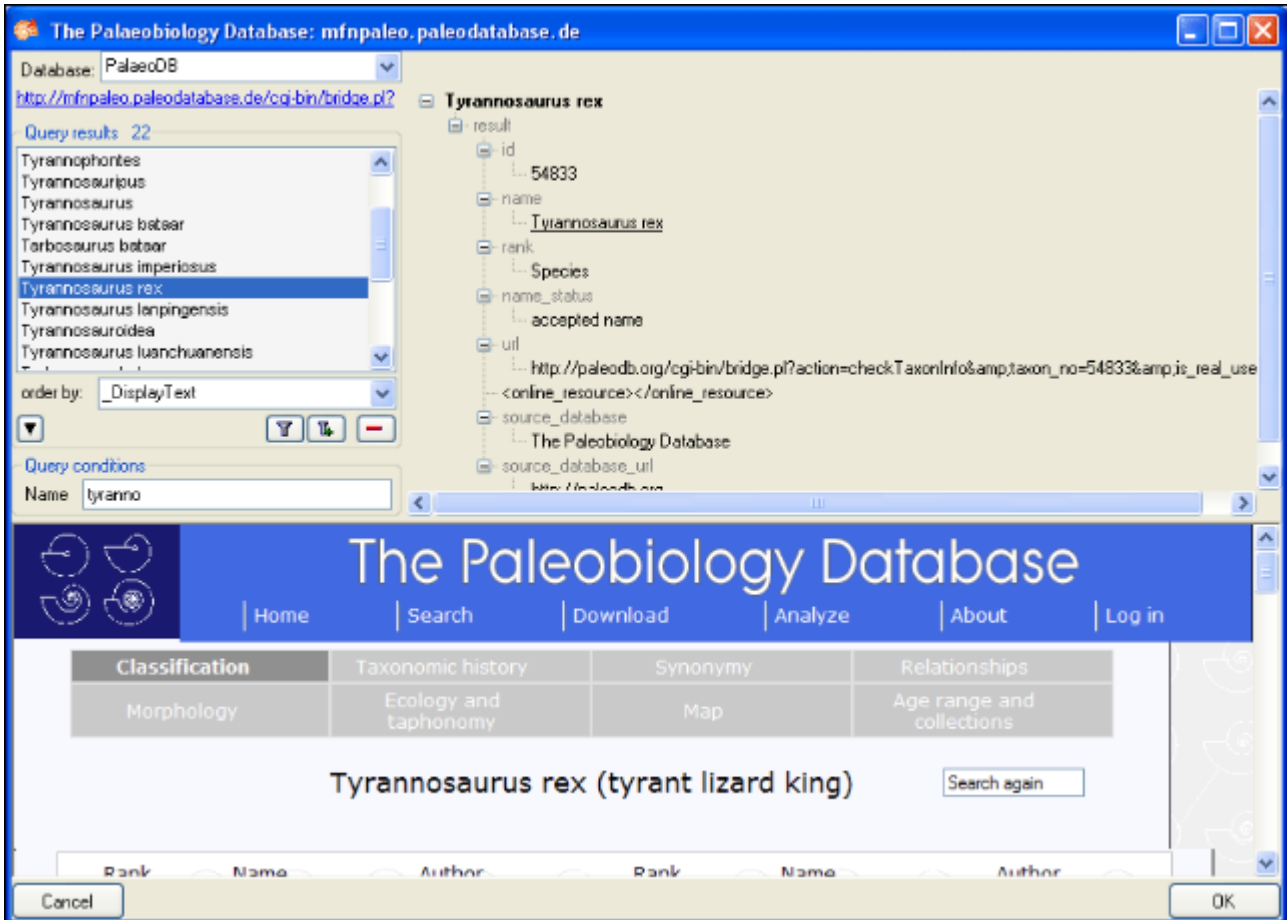 The Palaeobiology Database: mfnpaleo.paleodatabase.de
Database: PalaeoDB
http://mfnpaleo.paleodatabase.de/cgi-bin/bridge.pl?
Query results 22
Tyrannophontes
Tyrannosauripus
Tyrannosaurus
Tyrannosaurus bataar
Tarbosaurus bataar
Tyrannosaurus imperiosus
Tyrannosaurus rex
Tyrannosaurus lanpingensis
Tyrannosauroidea
Tyrannosaurus luanchuanensis
order by: _DisplayText
Query conditions
Name tyranno
Tyrannosaurus rex
result
id
54833
name
Tyrannosaurus rex
rank
Species
name_status
accepted name
url
http://paleodb.org/cgi-bin/bridge.pl?action=checkTaxonInfo&amp;taxon_no=54833&amp;is_real_use
<online_resource></online_resource>
source_database
The Paleobiology Database
source_database_url
http://paleodb.org
The Paleobiology Database
Home Search Download Analyze About Log in
Classification Taxonomic history Synonymy Relationships
Morphology Ecology and taphonomy Map Age range and collections
Tyrannosaurus rex (tyrant lizard king) Search again
Rank Name Author Rank Name Author
Cancel OK